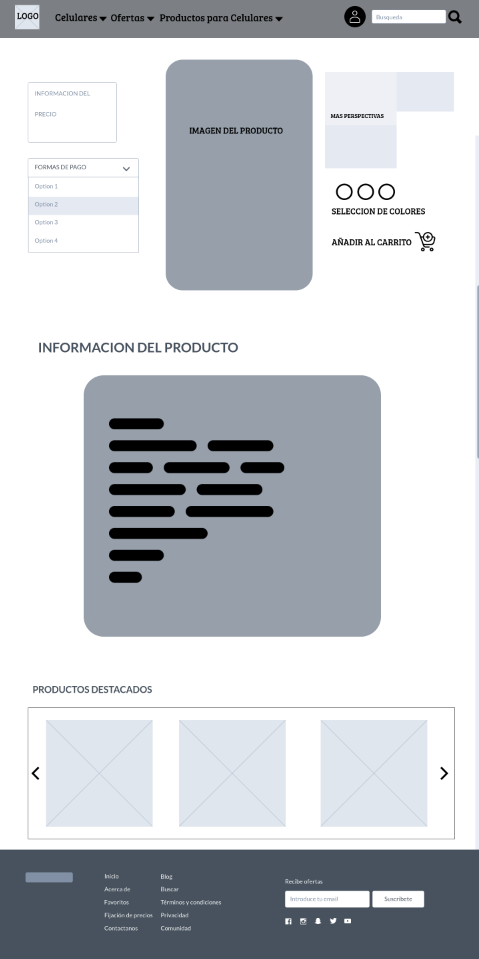 LOGO
Celulares Ofertas Productos para Celulares
Busqueria
INFORMACION DEL
PRECIO
FORMAS DE PAGO
Option 1
Option 2
Option 3
Option 4
IMAGEN DEL PRODUCTO
MAS PERSPECTIVAS
SELECCION DE COLORES
AÑADIR AL CARRITO
INFORMACION DEL PRODUCTO
PRODUCTOS DESTACADOS
Inicio
Acerca de
Favoritos
Fijación de precios
Contactanos
Blog
Buscar
Términos y condiciones
Privacidad
Comunidad
Recibe ofertas
Introduce tu email
Suscribete